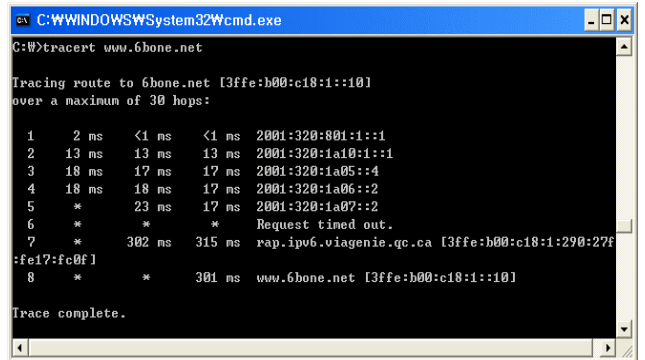 C:₩WINDOWS₩System32₩cmd.exe
C:₩>tracert www.6bone.net
Tracing route to 6bone.net [3ffe:b00:c18:1::10]
over a maximum of 30 hops:
1 2 ms <1 ms <1 ms 2001:320:801:1::1
2 13 ms 13 ms 13 ms 2001:320:1a10:1::1
3 18 ms 17 ms 17 ms 2001:320:1a05::4
4 18 ms 18 ms 17 ms 2001:320:1a06::2
5 * 23 ms 17 ms 2001:320:1a07::2
6 * * * Request timed out.
7 * 302 ms 315 ms rap.ipv6.viagenie.qc.ca [3ffe:b00:c18:1:290:27f
:fe17:fc0f]
8 * * 301 ms www.6bone.net [3ffe:b00:c18:1::10]
Trace complete.